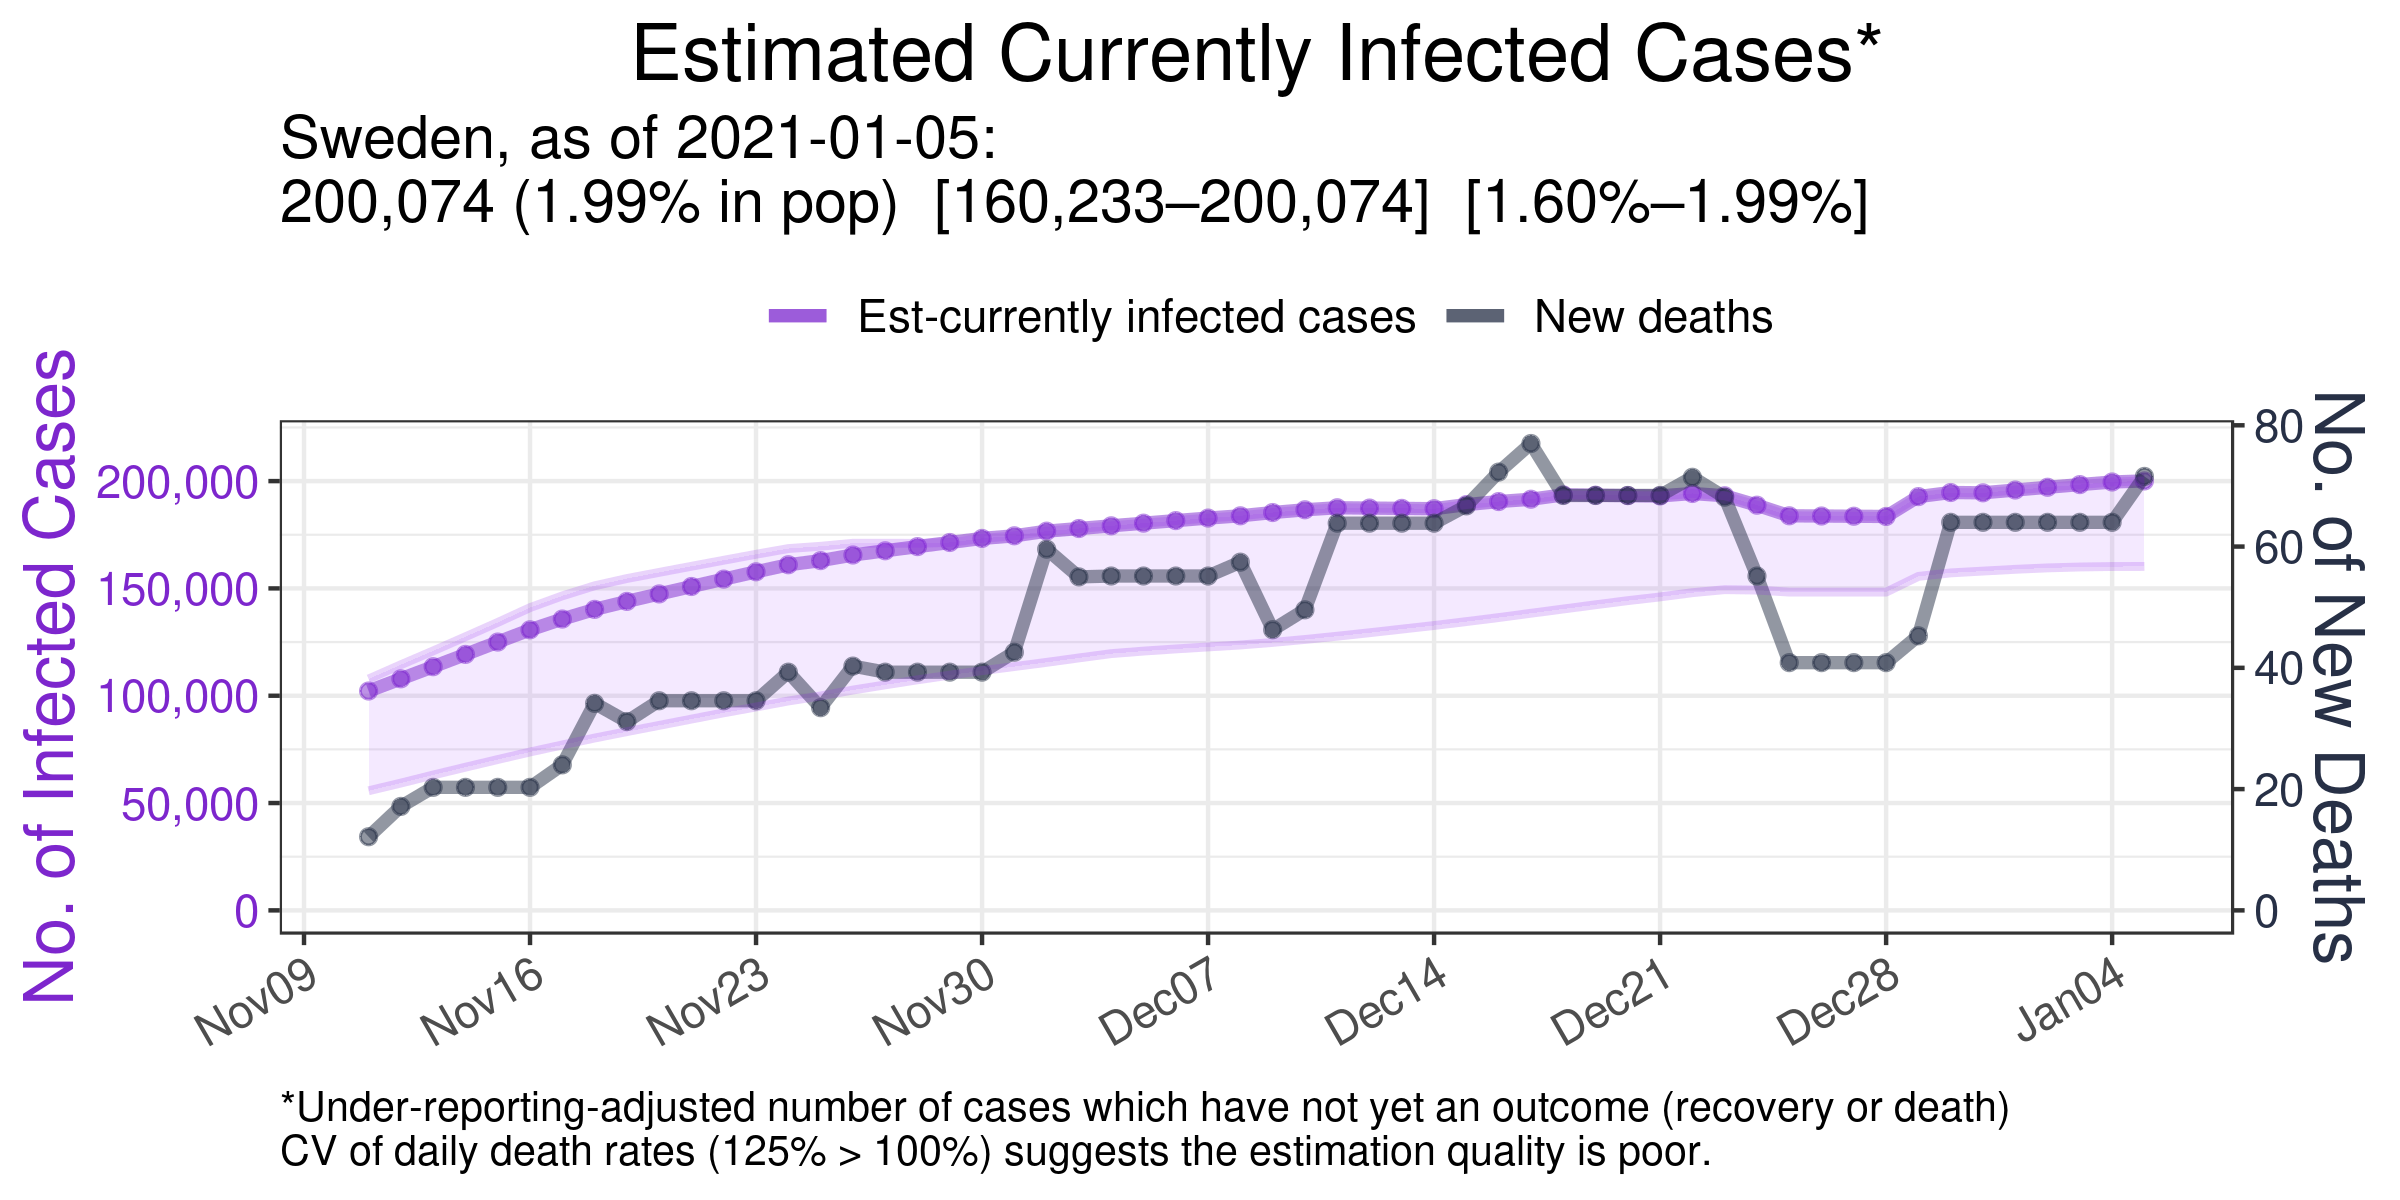 Estimated Currently Infected Cases*
Sweden, as of 2021-01-05:
200,074 (1.99% in pop)  [160,233–200,074]  [1.60%–1.99%]
Est-currently infected cases
New deaths
No. of Infected Cases
200,000
150,000
100,000
50,000
0
80
60
40
20
0
No. of New Deaths
Nov09
Nov16
Nov23
Nov30
Dec07
Dec14
Dec21
Dec28
Jan04
*Under-reporting-adjusted number of cases which have not yet an outcome (recovery or death)
CV of daily death rates (125% > 100%) suggests the estimation quality is poor.